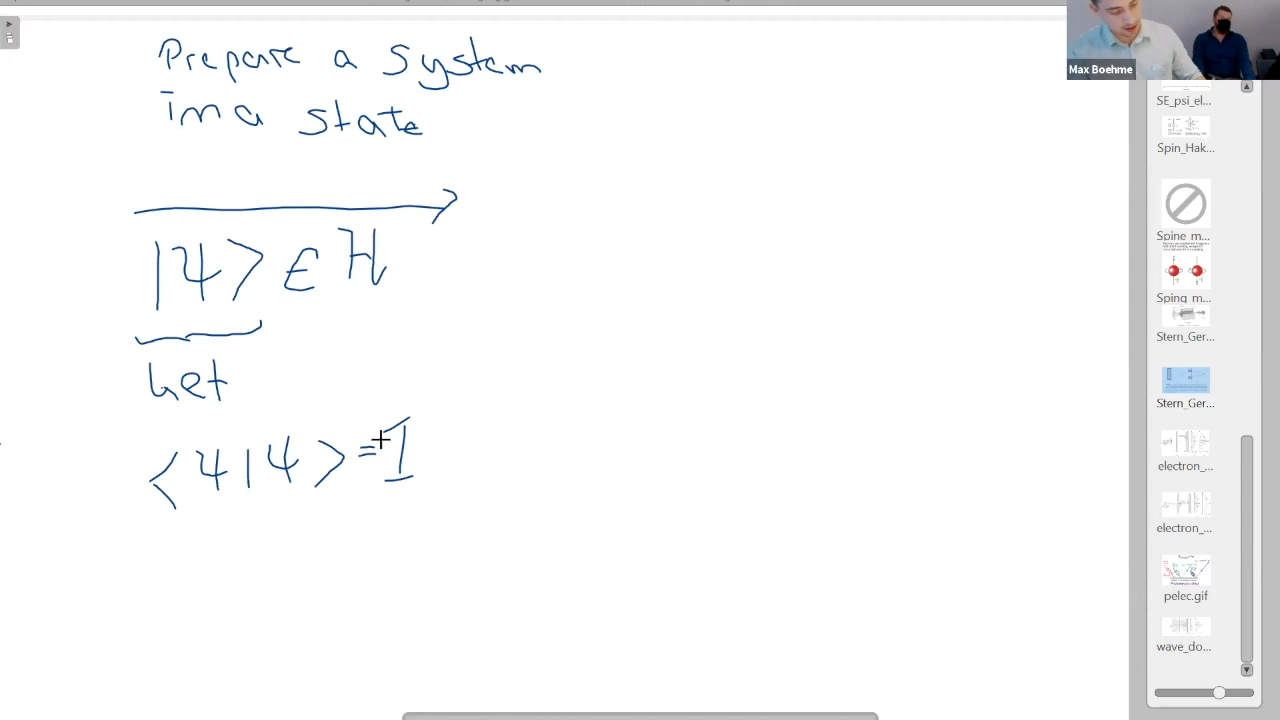 Prepare a system
in a state
|Ψ> ∈ H
ket
<Ψ|Ψ> = 1
Max Boehme
SE_psi_el...
Spin_Hak...
Spine_m...
Sping_m...
Stern_Ger...
Stern_Ger...
electron_...
electron_...
pelec.gif
wave_do...